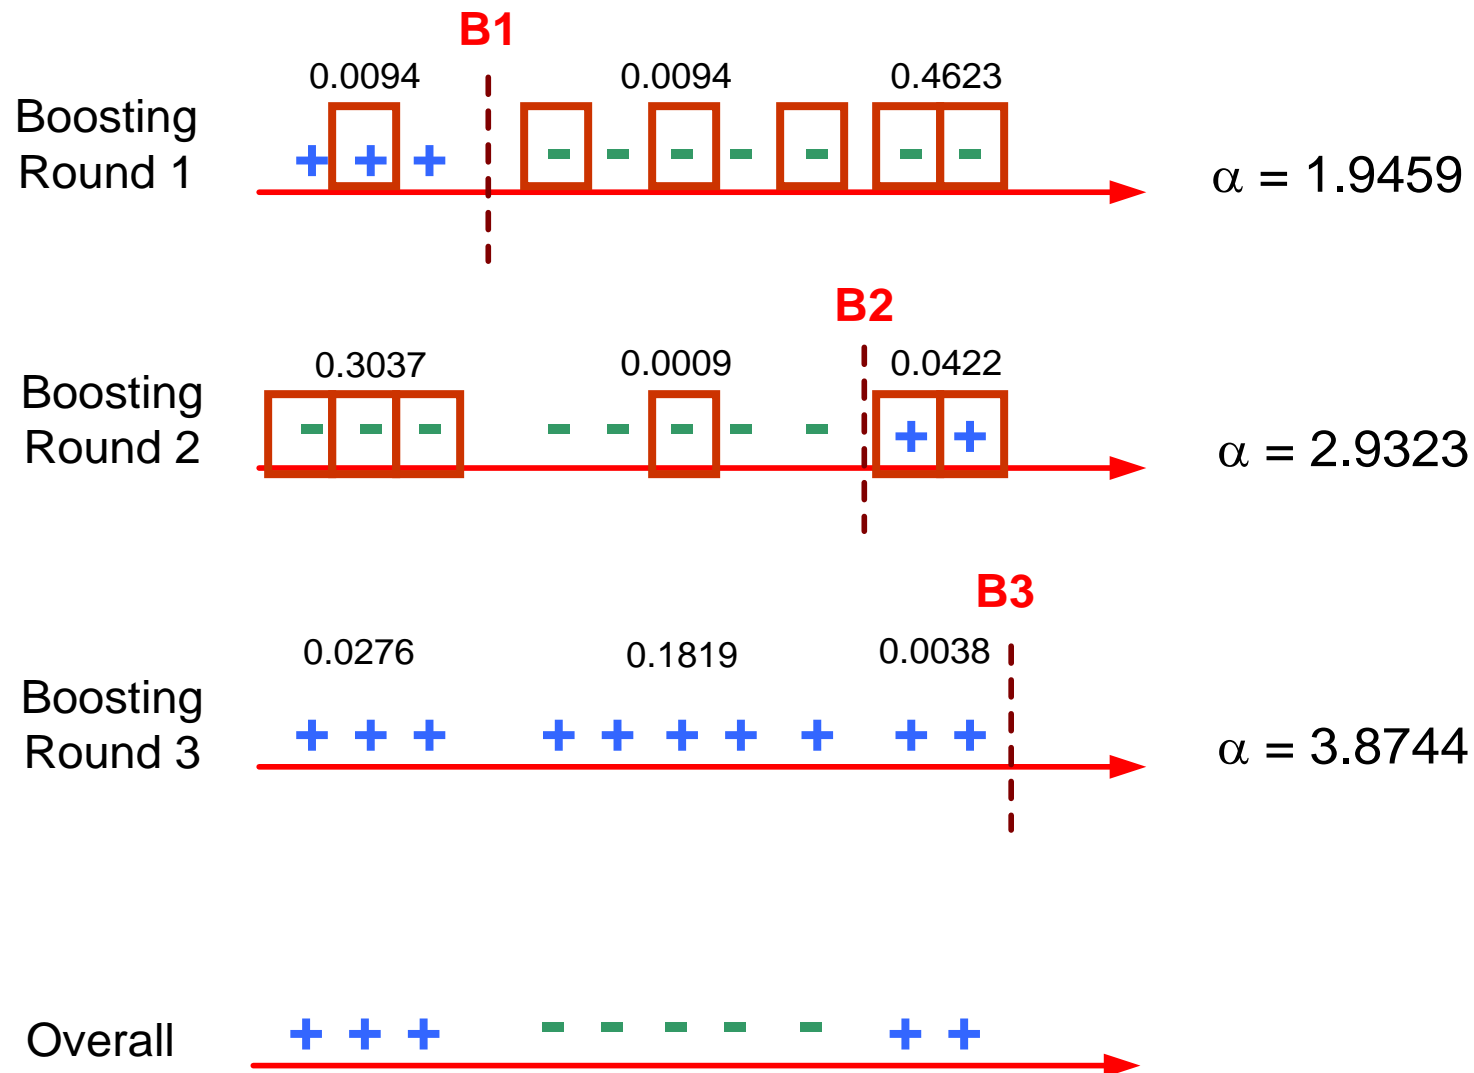 B1
0.0094 0.0094 0.4623
Boosting
Round 1
+ + + - - - - - - -
α = 1.9459
B2
0.3037 0.0009 0.0422
Boosting
Round 2
- - - - - - - - + +
α = 2.9323
B3
0.0276 0.1819 0.0038
Boosting
Round 3
+ + + + + + + + + +
α = 3.8744
Overall
+ + + - - - - - + +